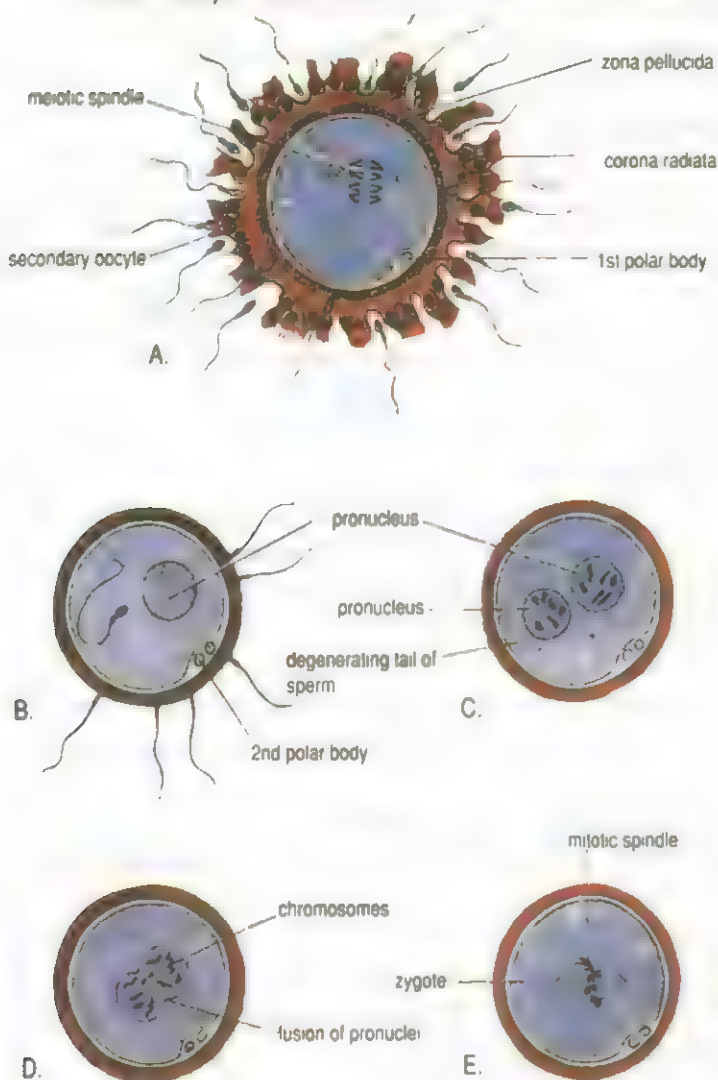 zona pellucida
meiotic spindle
corona radiata
secondary oocyte
1st polar body
A.
pronucleus
pronucleus
degenerating tail of
sperm
B.
C.
2nd polar body
mitotic spindle
chromosomes
zygote
fusion of pronuclei
D.
E.